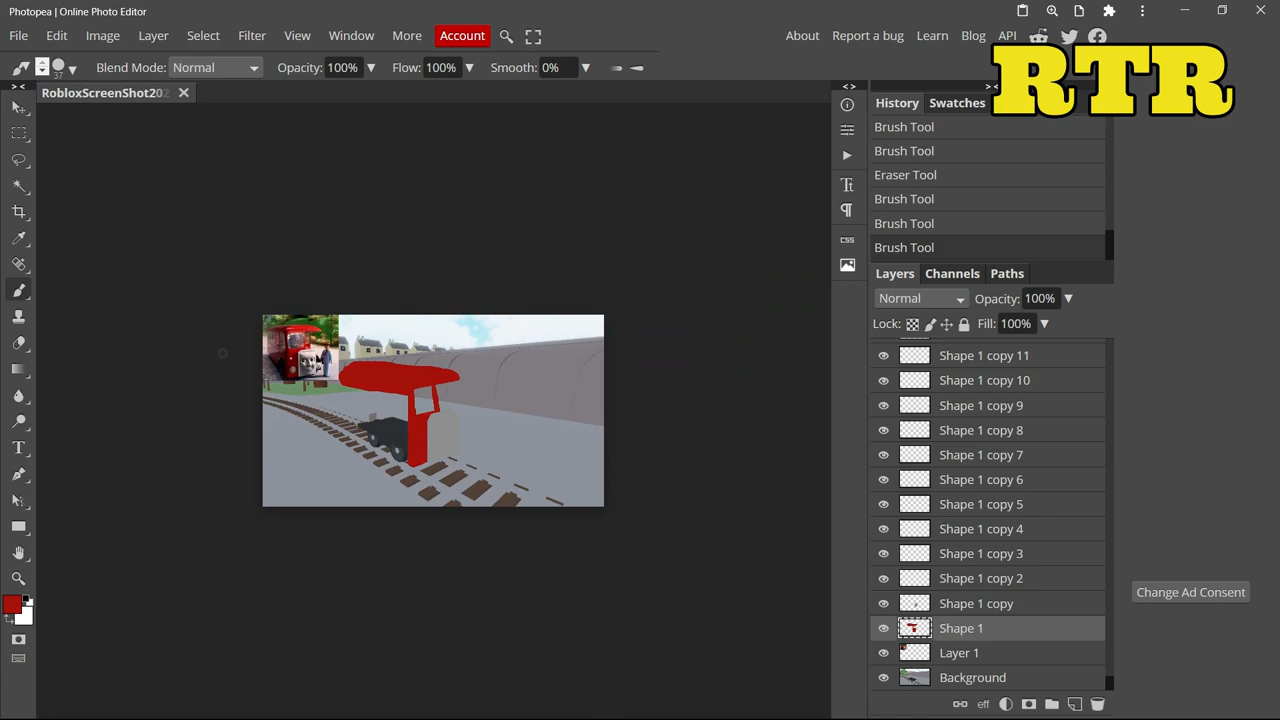 Photopea | Online Photo Editor
File Edit Image Layer Select Filter View Window More Account About Report a bug Learn Blog API
RTR
37 Blend Mode: Normal Opacity: 100% Flow: 100% Smooth: 0%
RobloxScreenShot202
History Swatches
Brush Tool
Brush Tool
Eraser Tool
Brush Tool
Brush Tool
Brush Tool
CSS
Layers Channels Paths
Normal Opacity: 100%
Lock: Fill: 100%
Shape 1 copy 11
Shape 1 copy 10
Shape 1 copy 9
Shape 1 copy 8
Shape 1 copy 7
Shape 1 copy 6
Shape 1 copy 5
Shape 1 copy 4
Shape 1 copy 3
Shape 1 copy 2
Change Ad Consent
Shape 1 copy
Shape 1
Layer 1
Background
eff